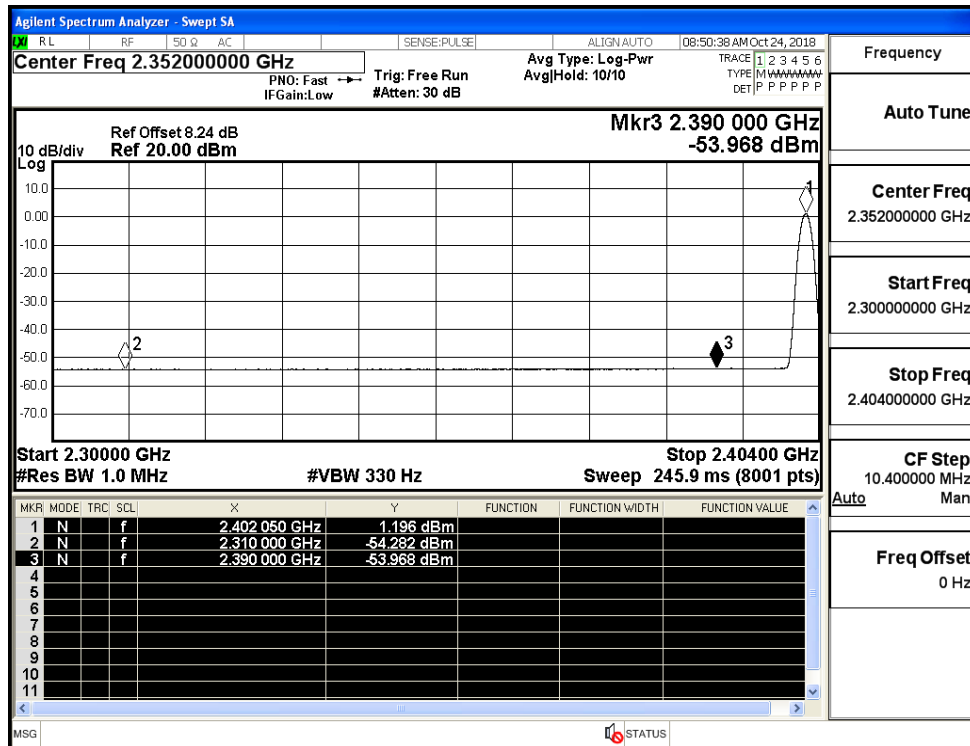 Agilent Spectrum Analyzer - Swept SA
LXI RL RF 50 Ω AC SENSE:PULSE ALIGN AUTO 08:50:38 AM Oct 24, 2018
Center Freq 2.352000000 GHz
PNO: Fast
IFGain:Low
Trig: Free Run
#Atten: 30 dB
Avg Type: Log-Pwr
Avg|Hold: 10/10
TRACE 1 2 3 4 5 6
TYPE M W W W W W
DET P P P P P P
Mkr3 2.390 000 GHz
-53.968 dBm
Ref Offset 8.24 dB
Ref 20.00 dBm
10 dB/div
Log
10.0
0.00
-10.0
-20.0
-30.0
-40.0
-50.0
-60.0
-70.0
1
2
3
Start 2.30000 GHz Stop 2.40400 GHz
#Res BW 1.0 MHz #VBW 330 Hz Sweep 245.9 ms (8001 pts)
MKR MODE TRC SCL X Y FUNCTION FUNCTION WIDTH FUNCTION VALUE
1 N f 2.402 050 GHz 1.196 dBm
2 N f 2.310 000 GHz -54.282 dBm
3 N f 2.390 000 GHz -53.968 dBm
4
5
6
7
8
9
10
11
MSG STATUS
Frequency
Auto Tune
Center Freq
2.352000000 GHz
Start Freq
2.300000000 GHz
Stop Freq
2.404000000 GHz
CF Step
10.400000 MHz
Auto Man
Freq Offset
0 Hz